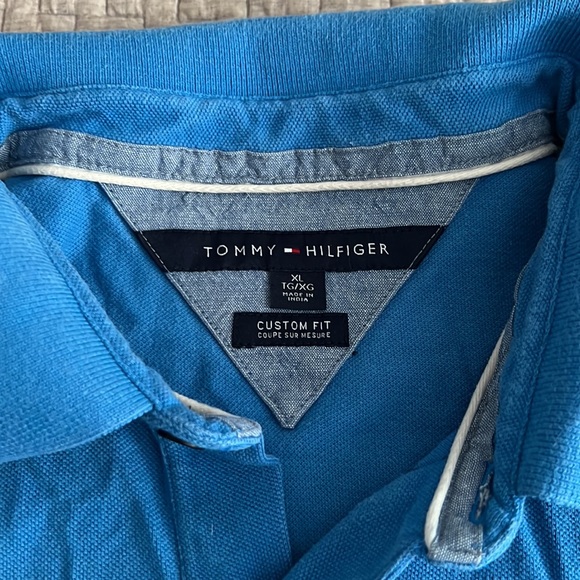 TOMMY HILFIGER
XL
TG/XG
MADE IN
INDIA
CUSTOM FIT
COUPE SUR MESURE